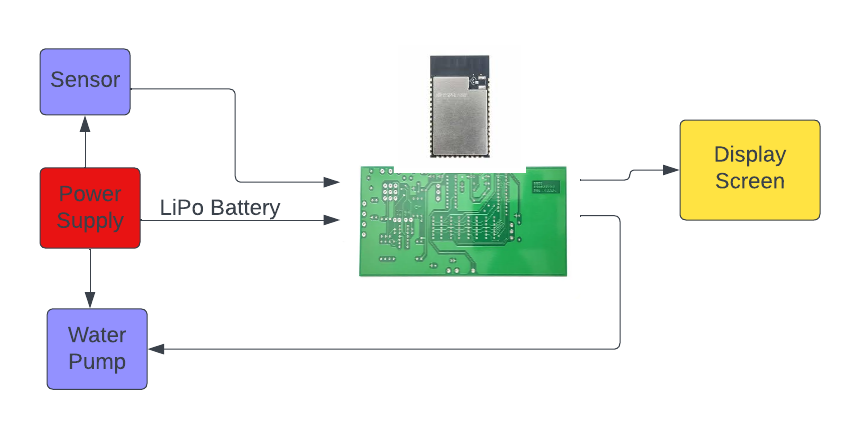 Sensor
Power
Supply
LiPo Battery
Water
Pump
Display
Screen